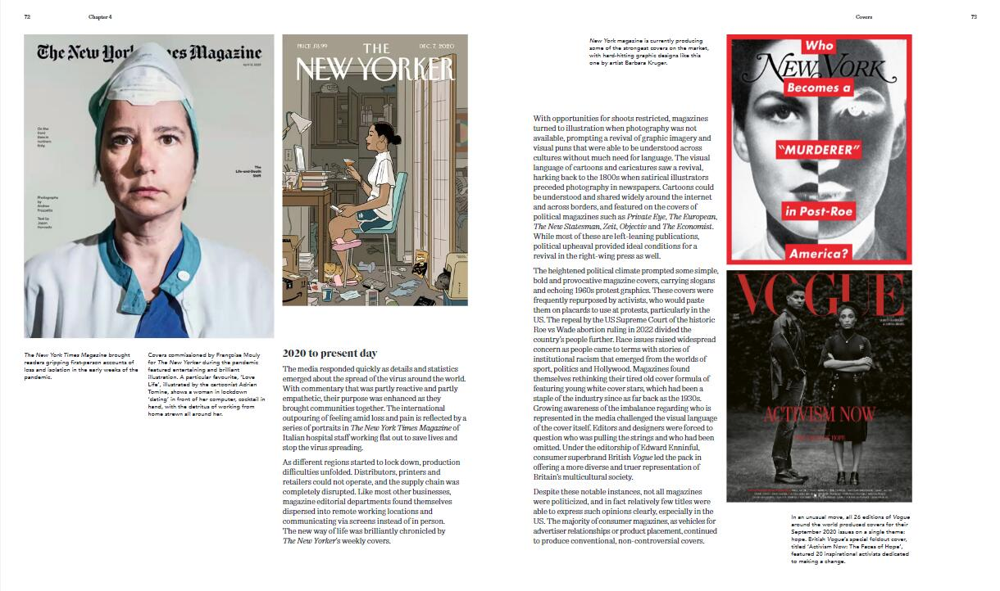 72
Chapter 4
Covers
73
The New York Times Magazine brought
readers gripping first-person accounts of
loss and isolation in the early weeks of the
pandemic.
Covers commissioned by Françoise Mouly
for The New Yorker during the pandemic
featured entertaining and brilliant
illustration. A particular favourite, ‘Love
Life’, illustrated by the cartoonist Adrian
Tomine, shows a woman in lockdown
‘dating’ in front of her computer, cocktail in
hand, with the detritus of working from
home strewn all around her.
The New York es Magazine
On the
front
lines in
northern
Italy.
The
Life-and-Death
Shift
Photographs
by
Andrea
Frazzetta
Text by
Jason
Horowitz
PRICE £8.99
THE
DEC. 7, 2020
NEW YORKER
2020 to present day
The media responded quickly as details and statistics
emerged about the spread of the virus around the world.
With commentary that was partly reactive and partly
empathetic, their purpose was enhanced as they
brought communities together. The international
outpouring of feeling amid loss and pain is reflected by a
series of portraits in The New York Times Magazine of
Italian hospital staff working flat out to save lives and
stop the virus spreading.
As different regions started to lock down, production
difficulties unfolded. Distributors, printers and
retailers could not operate, and the supply chain was
completely disrupted. Like most other businesses,
magazine editorial departments found themselves
dispersed into remote working locations and
communicating via screens instead of in person.
The new way of life was brilliantly chronicled by
The New Yorker’s weekly covers.
New York magazine is currently producing
some of the strongest covers on the market,
with hard-hitting graphic designs like this
one by artist Barbara Kruger.
With opportunities for shoots restricted, magazines
turned to illustration when photography was not
available, prompting a revival of graphic imagery and
visual puns that were able to be understood across
cultures without much need for language. The visual
language of cartoons and caricatures saw a revival,
harking back to the 1800s when satirical illustrators
preceded photography in newspapers. Cartoons could
be understood and shared widely around the internet
and across borders, and featured on the covers of
political magazines such as Private Eye, The European,
The New Statesman, Zeit, Objectiv and The Economist.
While most of these are left-leaning publications,
political upheaval provided ideal conditions for a
revival in the right-wing press as well.
The heightened political climate prompted some simple,
bold and provocative magazine covers, carrying slogans
and echoing 1960s protest graphics. These covers were
frequently repurposed by activists, who would paste
them on placards to use at protests, particularly in the
US. The repeal by the US Supreme Court of the historic
Roe vs Wade abortion ruling in 2022 divided the
country’s people further. Race issues raised widespread
concern as people came to terms with stories of
institutional racism that emerged from the worlds of
sport, politics and Hollywood. Magazines found
themselves rethinking their tired old cover formula of
featuring young white cover stars, which had been a
staple of the industry since as far back as the 1930s.
Growing awareness of the imbalance regarding who is
represented in the media challenged the visual language
of the cover itself. Editors and designers were forced to
question who was pulling the strings and who had been
omitted. Under the editorship of Edward Enninful,
consumer superbrand British Vogue led the pack in
offering a more diverse and truer representation of
Britain’s multicultural society.
Despite these notable instances, not all magazines
were politicized, and in fact relatively few titles were
able to express such opinions clearly, especially in the
US. The majority of consumer magazines, as vehicles for
advertiser relationships or product placement, continued
to produce conventional, non-controversial covers.
Who
NEW YORK
Becomes a
“MURDERER”
in Post-Roe
America?
VOGUE
ACTIVISM NOW
In an unusual move, all 26 editions of Vogue
around the world produced covers for their
September 2020 issues on a single theme:
hope. British Vogue’s special foldout cover,
titled ‘Activism Now: The Faces of Hope’,
featured 20 inspirational activists dedicated
to making a change.